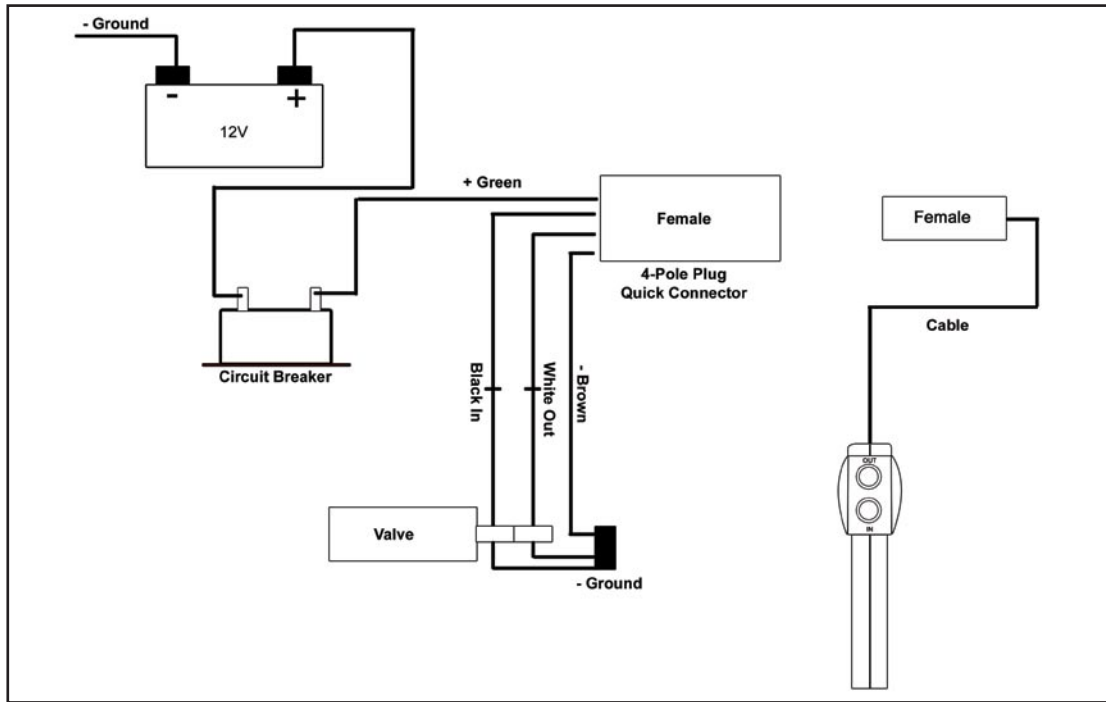 - Ground
-
+
12V
+ Green
Female
4-Pole Plug
Quick Connector
Female
Cable
Circuit Breaker
Black In
White Out
- Brown
OUT
IN
Valve
- Ground